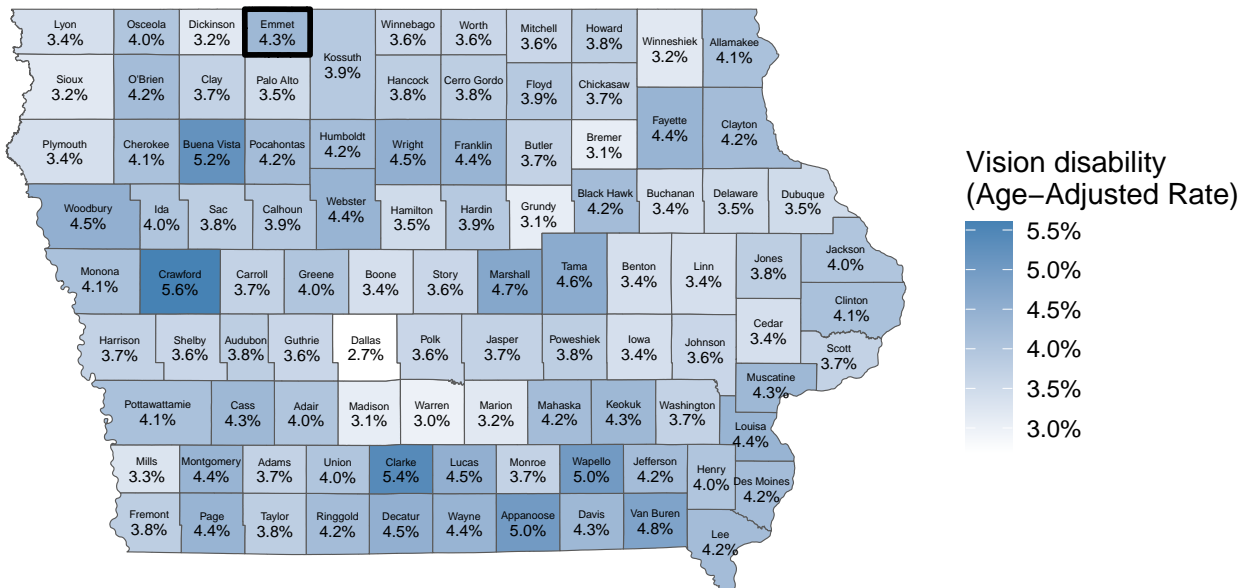 Lyon
3.4%
Osceola
4.0%
Dickinson
3.2%
Emmet
4.3%
Kossuth
3.9%
Winnebago
3.6%
Worth
3.6%
Mitchell
3.6%
Howard
3.8%
Winneshiek
3.2%
Allamakee
4.1%
Sioux
3.2%
O'Brien
4.2%
Clay
3.7%
Palo Alto
3.5%
Hancock
3.8%
Cerro Gordo
3.8%
Floyd
3.9%
Chickasaw
3.7%
Plymouth
3.4%
Cherokee
4.1%
Buena Vista
5.2%
Pocahontas
4.2%
Humboldt
4.2%
Wright
4.5%
Franklin
4.4%
Butler
3.7%
Bremer
3.1%
Fayette
4.4%
Clayton
4.2%
Woodbury
4.5%
Ida
4.0%
Sac
3.8%
Calhoun
3.9%
Webster
4.4%
Hamilton
3.5%
Hardin
3.9%
Grundy
3.1%
Black Hawk
4.2%
Buchanan
3.4%
Delaware
3.5%
Dubuque
3.5%
Monona
4.1%
Crawford
5.6%
Carroll
3.7%
Greene
4.0%
Boone
3.4%
Story
3.6%
Marshall
4.7%
Tama
4.6%
Benton
3.4%
Linn
3.4%
Jones
3.8%
Jackson
4.0%
Clinton
4.1%
Harrison
3.7%
Shelby
3.6%
Audubon
3.8%
Guthrie
3.6%
Dallas
2.7%
Polk
3.6%
Jasper
3.7%
Poweshiek
3.8%
Iowa
3.4%
Johnson
3.6%
Cedar
3.4%
Scott
3.7%
Muscatine
4.3%
Pottawattamie
4.1%
Cass
4.3%
Adair
4.0%
Madison
3.1%
Warren
3.0%
Marion
3.2%
Mahaska
4.2%
Keokuk
4.3%
Washington
3.7%
Louisa
4.4%
Mills
3.3%
Montgomery
4.4%
Adams
3.7%
Union
4.0%
Clarke
5.4%
Lucas
4.5%
Monroe
3.7%
Wapello
5.0%
Jefferson
4.2%
Henry
4.0%
Des Moines
4.2%
Fremont
3.8%
Page
4.4%
Taylor
3.8%
Ringgold
4.2%
Decatur
4.5%
Wayne
4.4%
Appanoose
5.0%
Davis
4.3%
Van Buren
4.8%
Lee
4.2%
Vision disability
(Age−Adjusted Rate)
5.5%
5.0%
4.5%
4.0%
3.5%
3.0%